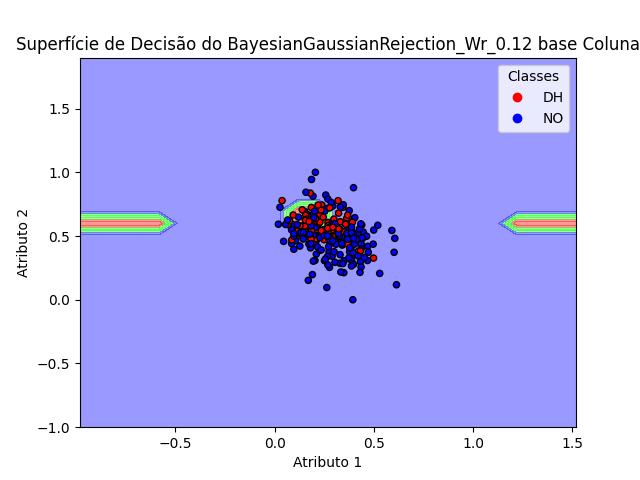 Superfície de Decisão do BayesianGaussianRejection_Wr_0.12 base Coluna
Classes
DH
NO
Atributo 2
1.5
1.0
0.5
0.0
−0.5
−1.0
−0.5
0.0
0.5
1.0
1.5
Atributo 1